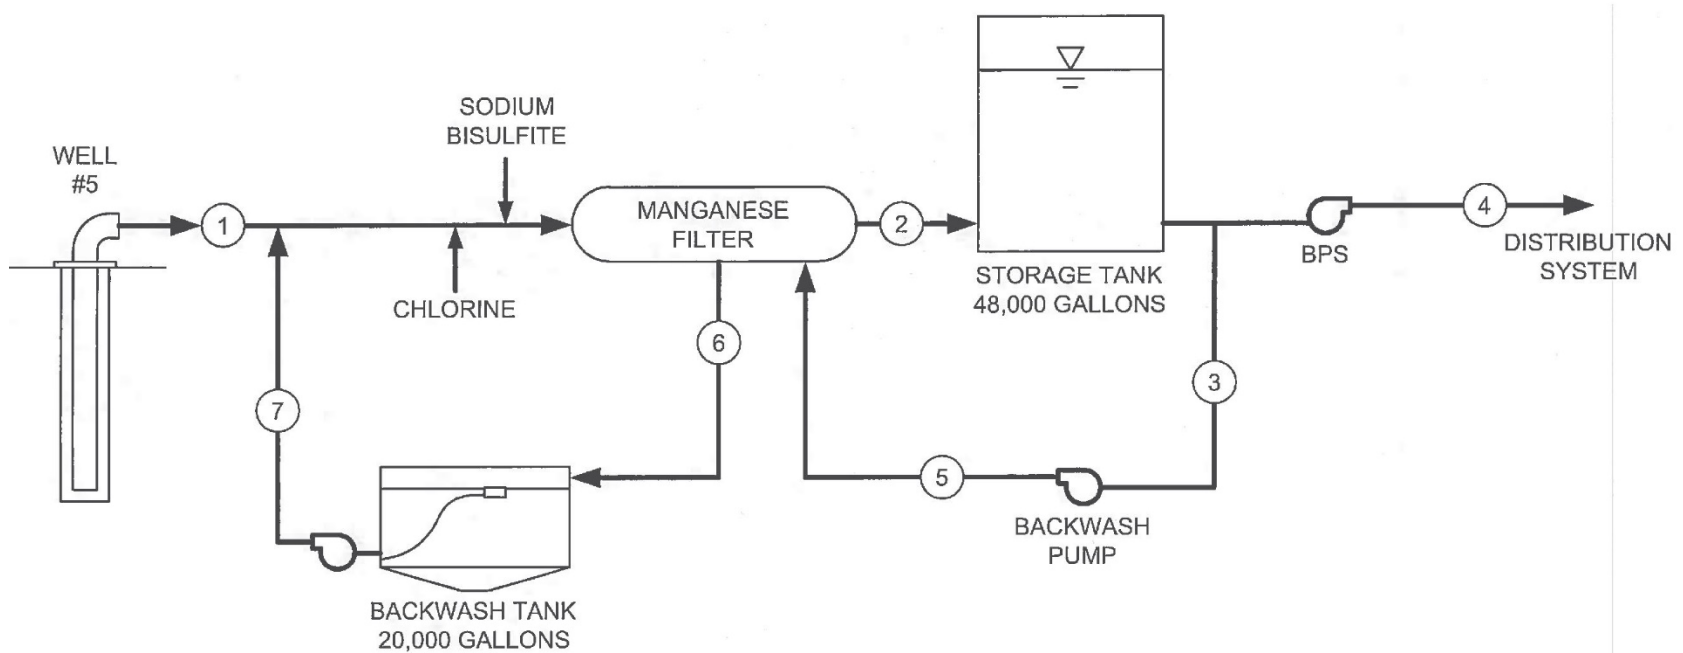 SODIUM
BISULFITE
WELL
#5
1
MANGANESE
FILTER
2
4
BPS
DISTRIBUTION
SYSTEM
STORAGE TANK
48,000 GALLONS
CHLORINE
6
3
7
5
BACKWASH
PUMP
BACKWASH TANK
20,000 GALLONS